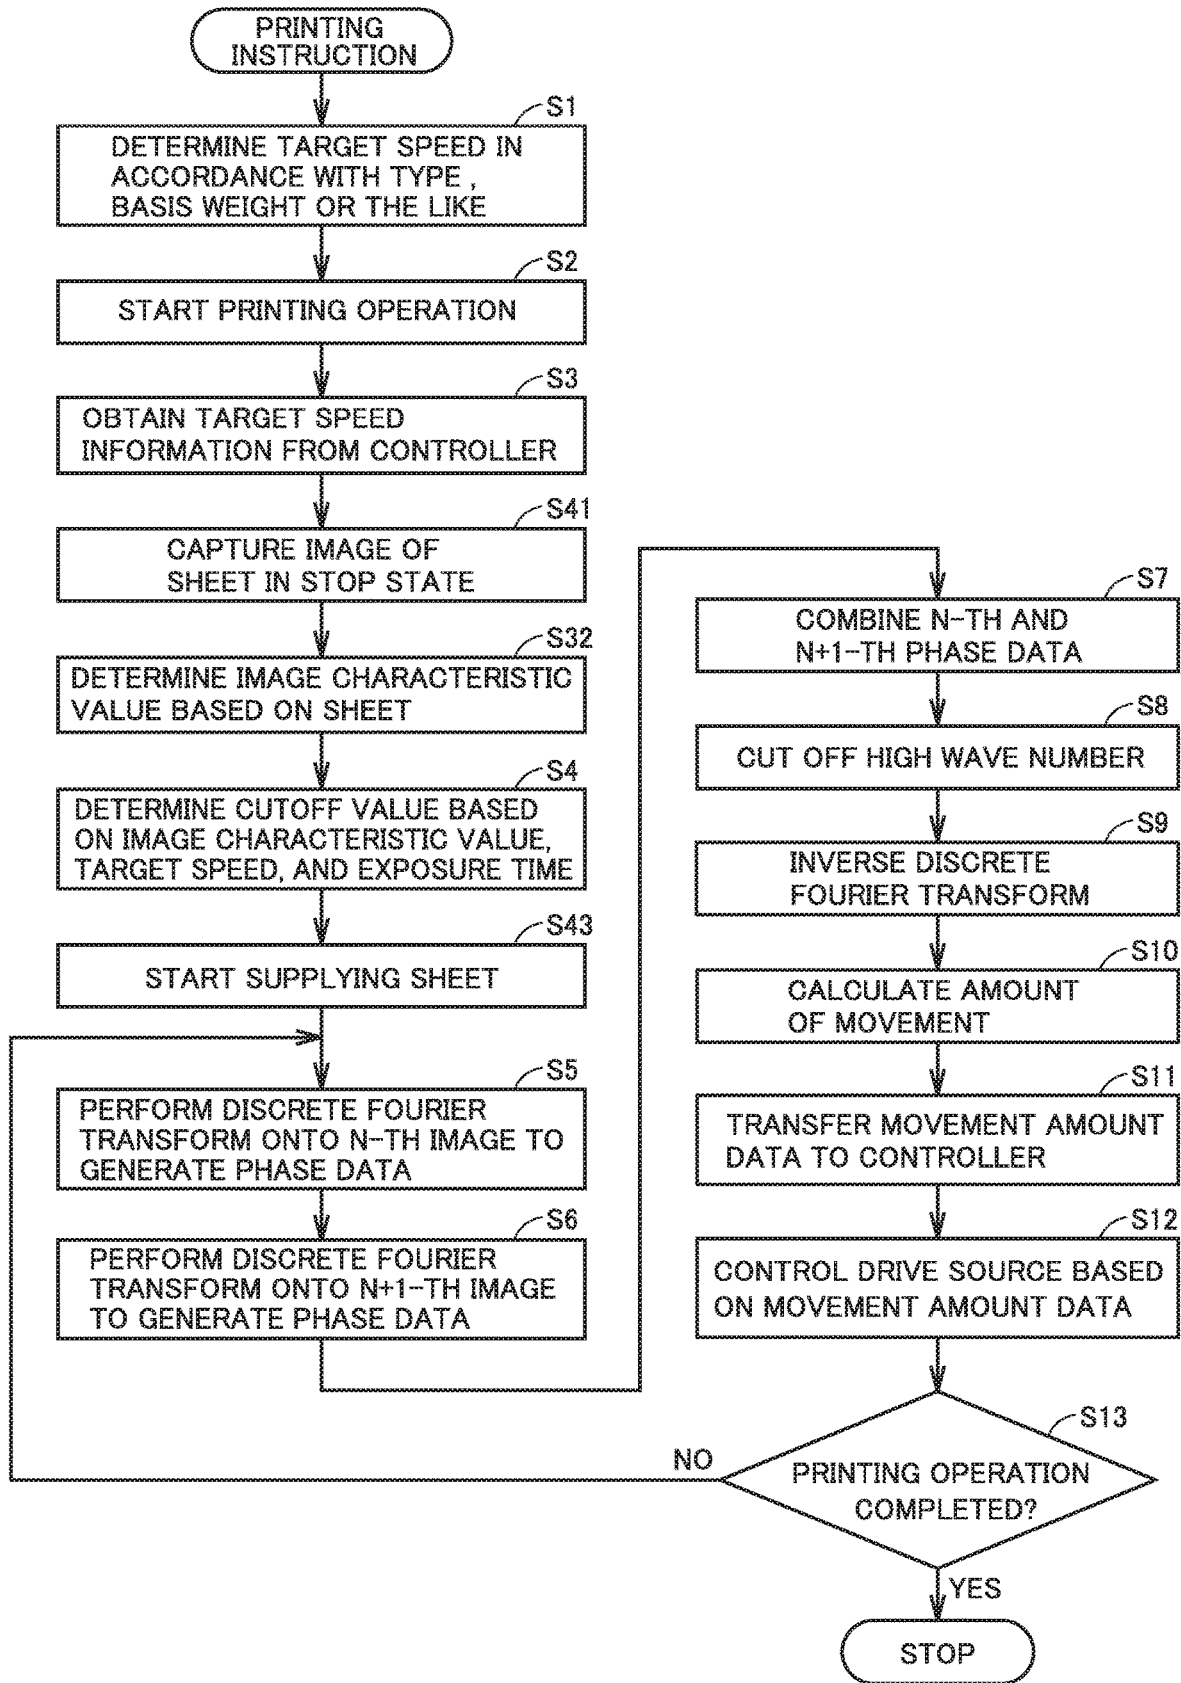 PRINTING
INSTRUCTION
S1
DETERMINE TARGET SPEED IN
ACCORDANCE WITH TYPE ,
BASIS WEIGHT OR THE LIKE
S2
START PRINTING OPERATION
S3
OBTAIN TARGET SPEED
INFORMATION FROM CONTROLLER
S41
CAPTURE IMAGE OF
SHEET IN STOP STATE
S32
DETERMINE IMAGE CHARACTERISTIC
VALUE BASED ON SHEET
S4
DETERMINE CUTOFF VALUE BASED
ON IMAGE CHARACTERISTIC VALUE,
TARGET SPEED, AND EXPOSURE TIME
S43
START SUPPLYING SHEET
S5
PERFORM DISCRETE FOURIER
TRANSFORM ONTO N-TH IMAGE TO
GENERATE PHASE DATA
S6
PERFORM DISCRETE FOURIER
TRANSFORM ONTO N+1-TH IMAGE
TO GENERATE PHASE DATA
S7
COMBINE N-TH AND
N+1-TH PHASE DATA
S8
CUT OFF HIGH WAVE NUMBER
S9
INVERSE DISCRETE
FOURIER TRANSFORM
S10
CALCULATE AMOUNT
OF MOVEMENT
S11
TRANSFER MOVEMENT AMOUNT
DATA TO CONTROLLER
S12
CONTROL DRIVE SOURCE BASED
ON MOVEMENT AMOUNT DATA
S13
NO
PRINTING OPERATION
COMPLETED?
YES
STOP